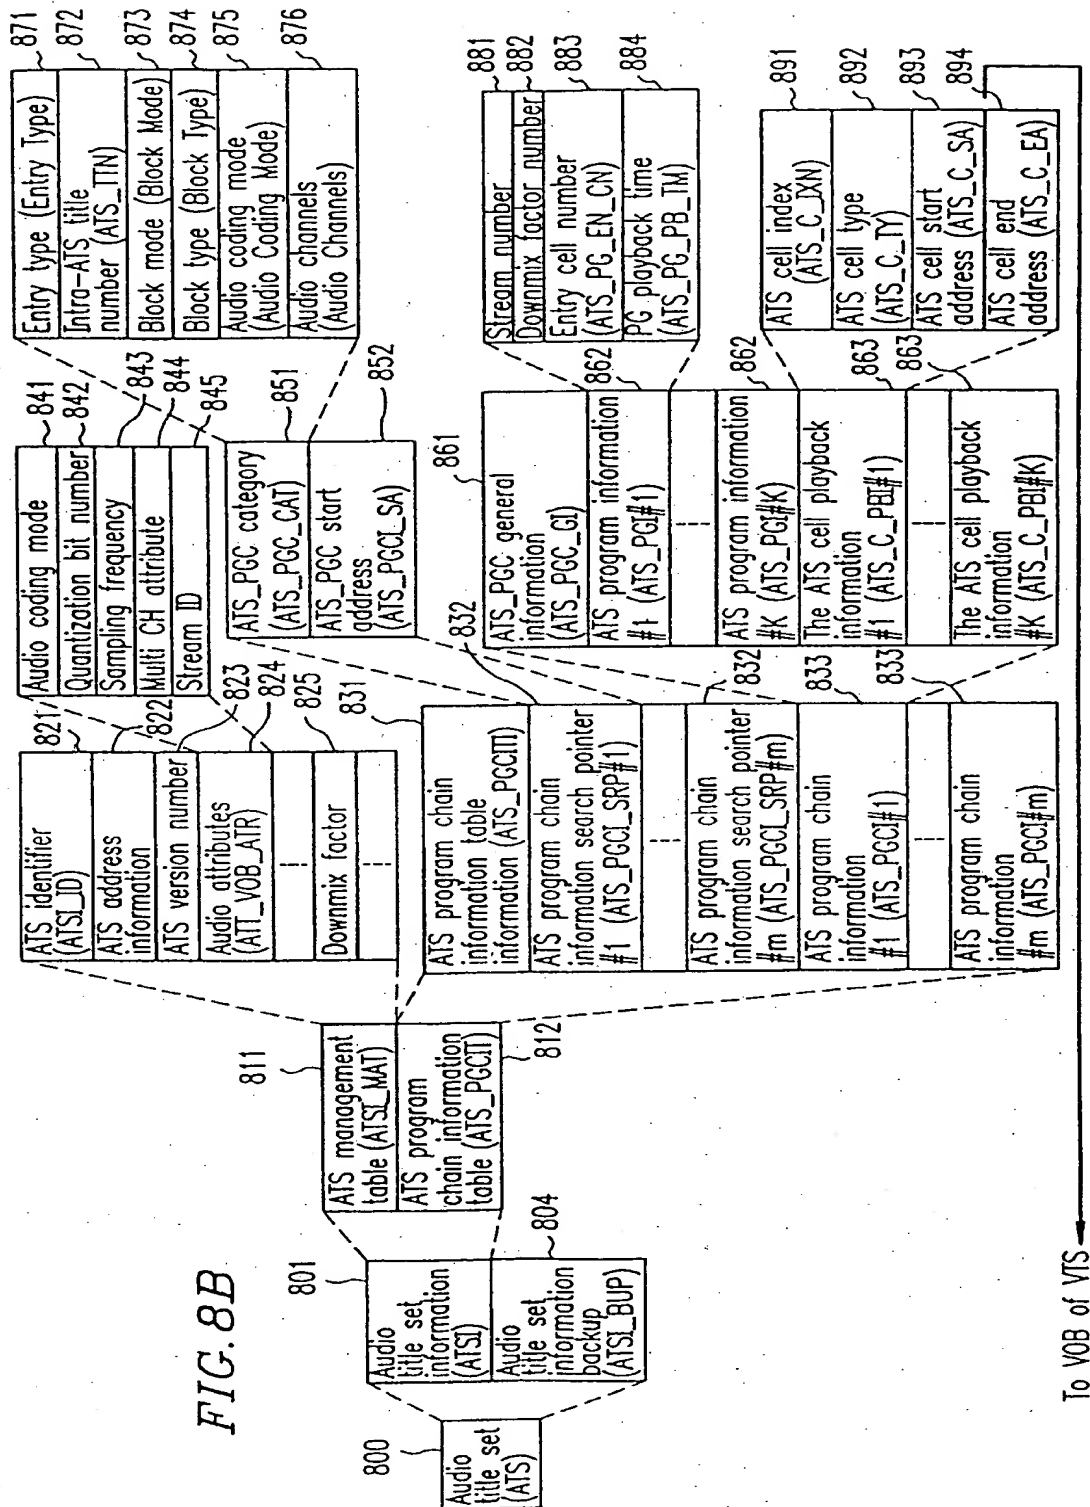 FIG. 8B
800
Audio
title set
(ATS)
801
Audio
title set
information
(ATSI)
Audio
title set
information
backup
(ATSI_BUP)
804
811
ATS management
table (ATSI_MAT)
ATS program
chain information
table (ATS_PGCIT)
812
ATS identifier
(ATSI_ID)
821
ATS address
information
822
ATS version number
823
Audio attributes
(ATT_VOB_ATR)
824
Downmix factor
825
831
ATS program chain
information table
information (ATS_PGCITI)
832
ATS program chain
information search pointer
#1 (ATS_PGCI_SRP#1)
ATS program chain
information search pointer
#m (ATS_PGCI_SRP#m)
832
ATS program chain
information
#1 (ATS_PGCI#1)
833
ATS program chain
information
#m (ATS_PGCI#m)
833
Audio coding mode
841
Quantization bit number
842
Sampling frequency
843
Multi CH attribute
844
Stream ID
845
ATS_PGC category
(ATS_PGC_CAT)
851
ATS_PGC start
address
(ATS_PGCI_SA)
852
861
ATS_PGC general
information
(ATS_PGC_GI)
ATS program information
#1 (ATS_PGI#1)
862
ATS program information
#K (ATS_PGI#K)
862
The ATS cell playback
information
#1 (ATS_C_PBI#1)
863
The ATS cell playback
information
#K (ATS_C_PBI#K)
863
Entry type (Entry Type)
871
Intra-ATS title
number (ATS_TTN)
872
Block mode (Block Mode)
873
Block type (Block Type)
874
Audio coding mode
(Audio Coding Mode)
875
Audio channels
(Audio Channels)
876
Stream number
881
Downmix factor number
882
Entry cell number
(ATS_PG_EN_CN)
883
PG playback time
(ATS_PG_PB_TM)
884
ATS cell index
(ATS_C_IXN)
891
ATS cell type
(ATS_C_TY)
892
ATS cell start
address (ATS_C_SA)
893
ATS cell end
address (ATS_C_EA)
894
To VOB of VTS